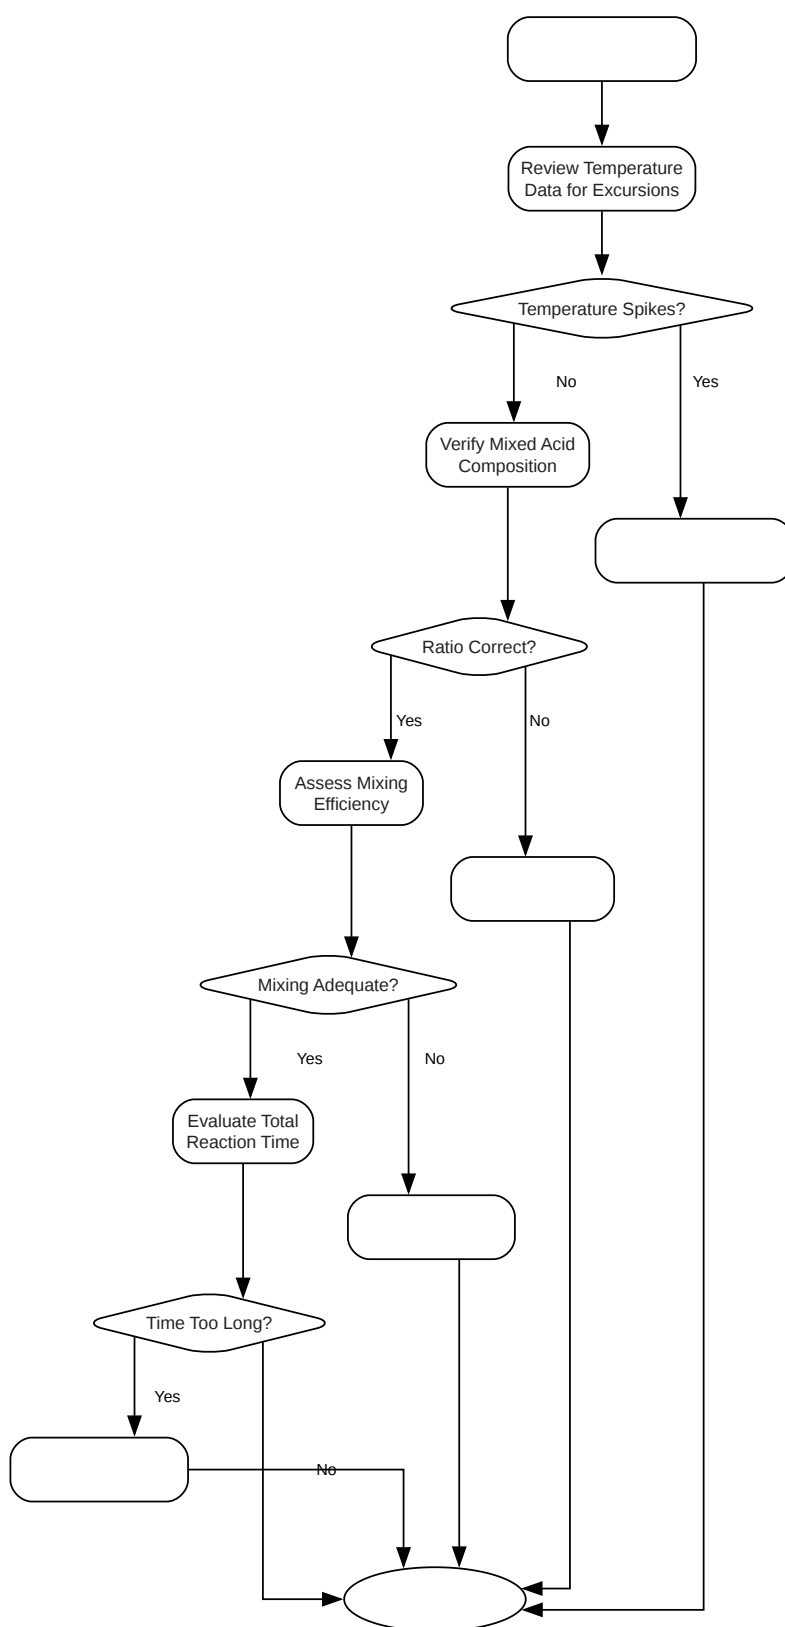 Review Temperature
Data for Excursions
Temperature Spikes?
No
Yes
Verify Mixed Acid
Composition
Ratio Correct?
Yes
No
Assess Mixing
Efficiency
Mixing Adequate?
Yes
No
Evaluate Total
Reaction Time
Time Too Long?
Yes
No